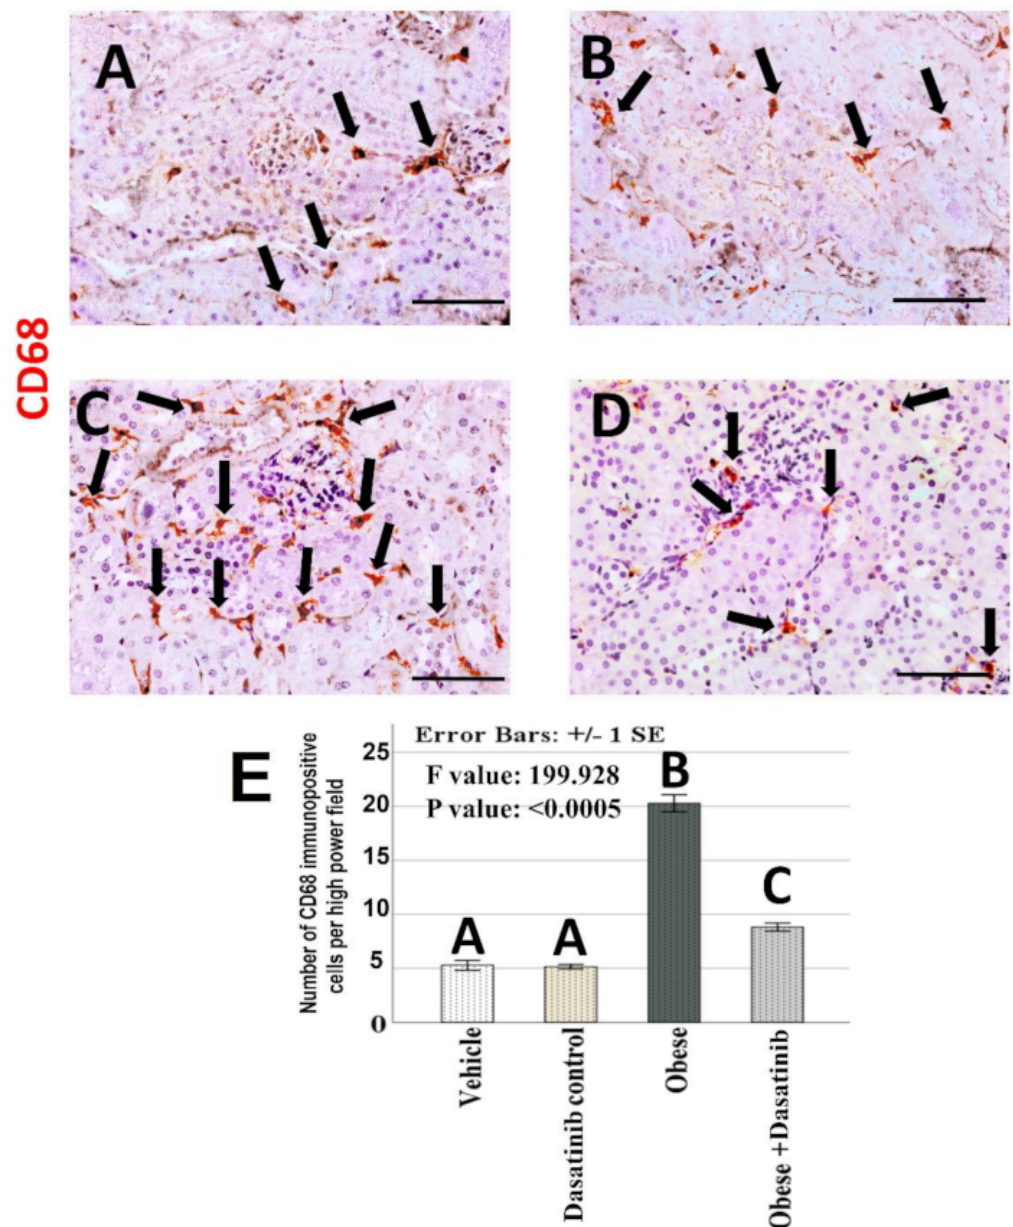 A
B
CD68
C
D
E
Number of CD68 immunopositive
cells per high power field
Error Bars: +/- 1 SE
F value: 199.928
P value: <0.0005
25
20
15
10
5
0
A
A
B
C
Vehicle
Dasatinib control
Obese
Obese +Dasatinib